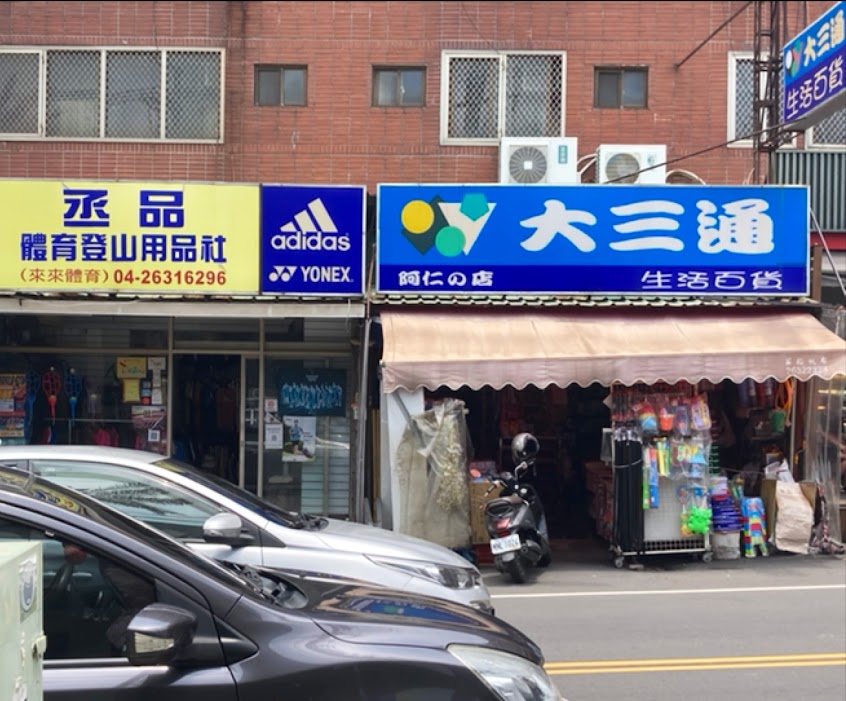 丞品
體育登山用品社
(來來體育) 04-26316296
adidas
YONEX
大三通
阿仁の店
生活百貨
大三通
生活百貨